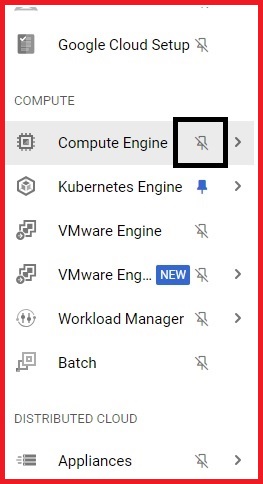 Google Cloud Setup
COMPUTE
Compute Engine
Kubernetes Engine
VMware Engine
VMware Eng... NEW
Workload Manager
Batch
DISTRIBUTED CLOUD
Appliances